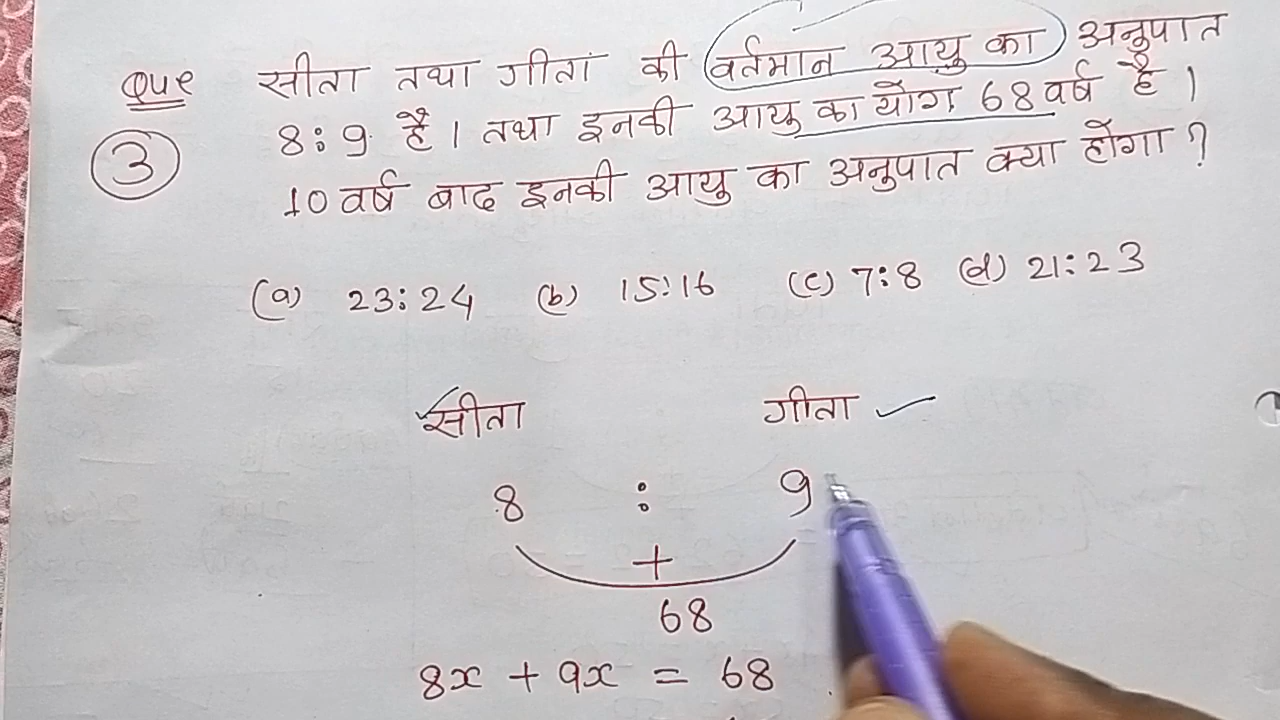 Que सीता तथा गीता की वर्तमान आयु का अनुपात
3 8:9 है। तथा इनकी आयु का योग 68 वर्ष है।
10 वर्ष बाद इनकी आयु का अनुपात क्या होगा?
(a) 23:24 (b) 15:16 (c) 7:8 (d) 21:23
सीता गीता
8 : 9
+
68
8x + 9x = 68